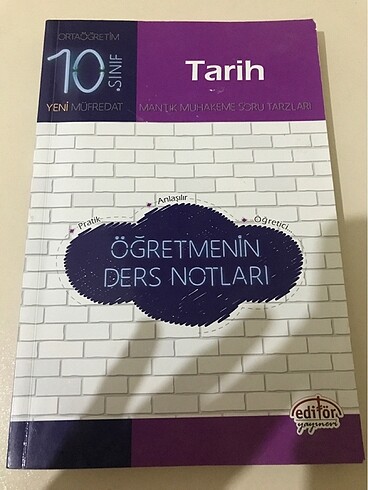 ORTAÖĞRETİM
10.SINIF
YENİ MÜFREDAT
Tarih
MANTIK MUHAKEME SORU TARZLARI
Pratik
Anlaşılır
Öğretici
ÖĞRETMENİN
DERS NOTLARI
editör
yayınevi